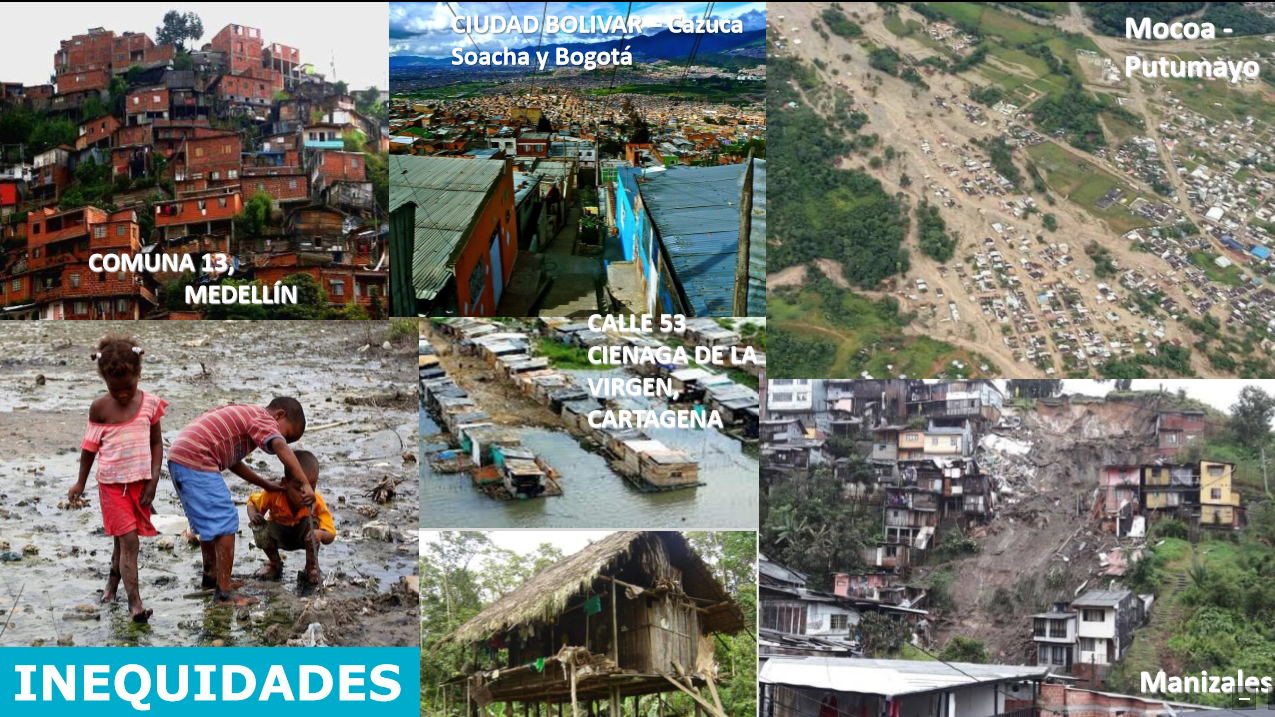 CIUDAD BOLIVAR – Cazuca
Soacha y Bogotá
Mocoa -
Putumayo
COMUNA 13,
MEDELLÍN
CALLE 53
CIENAGA DE LA
VIRGEN,
CARTAGENA
INEQUIDADES
Manizales